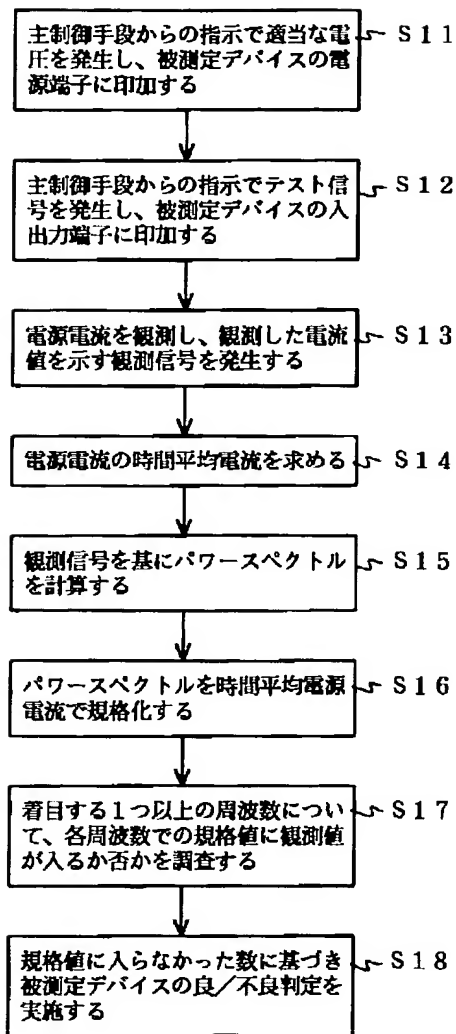 主制御手段からの指示で適当な電
圧を発生し、被測定デバイスの電
源端子に印加する
S11
主制御手段からの指示でテスト信
号を発生し、被測定デバイスの入
出力端子に印加する
S12
電源電流を観測し、観測した電流
値を示す観測信号を発生する
S13
電源電流の時間平均電流を求める
S14
観測信号を基にパワースペクトル
を計算する
S15
パワースペクトルを時間平均電源
電流で規格化する
S16
着目する1つ以上の周波数につい
て、各周波数での規格値に観測値
が入るか否かを調査する
S17
規格値に入らなかった数に基づき
被測定デバイスの良/不良判定を
実施する
S18